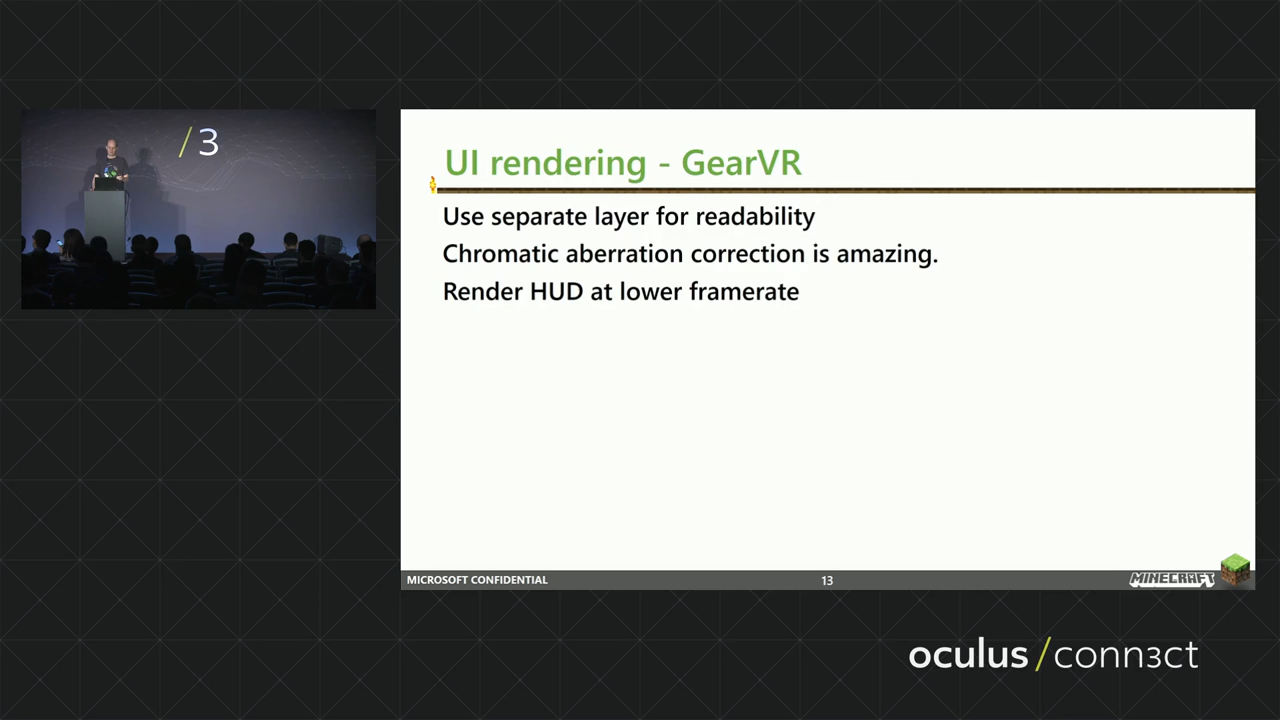 /3
UI rendering - GearVR
Use separate layer for readability
Chromatic aberration correction is amazing.
Render HUD at lower framerate
MICROSOFT CONFIDENTIAL
13
MINECRAFT
oculus /conn3ct